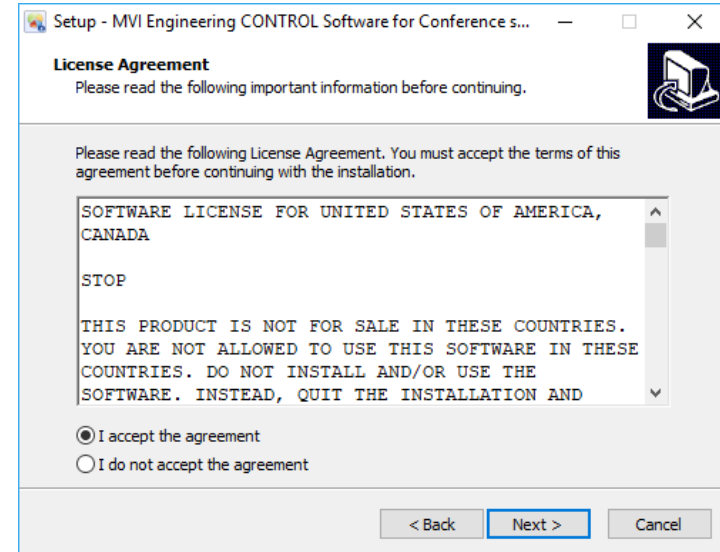 Setup - MVI Engineering CONTROL Software for Conference s...
License Agreement
Please read the following important information before continuing.
Please read the following License Agreement. You must accept the terms of this
agreement before continuing with the installation.
SOFTWARE LICENSE FOR UNITED STATES OF AMERICA,
CANADA
STOP
THIS PRODUCT IS NOT FOR SALE IN THESE COUNTRIES.
YOU ARE NOT ALLOWED TO USE THIS SOFTWARE IN THESE
COUNTRIES. DO NOT INSTALL AND/OR USE THE
SOFTWARE. INSTEAD, QUIT THE INSTALLATION AND
I accept the agreement
I do not accept the agreement
< Back Next > Cancel